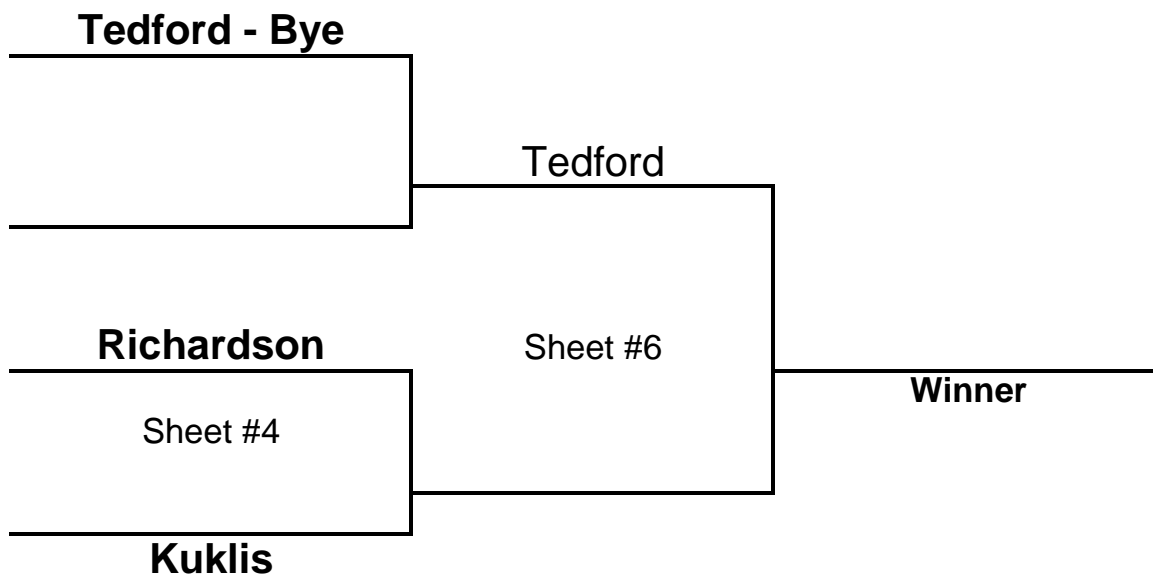 Tedford - Bye
Tedford
Richardson
Sheet #6
Winner
Sheet #4
Kuklis